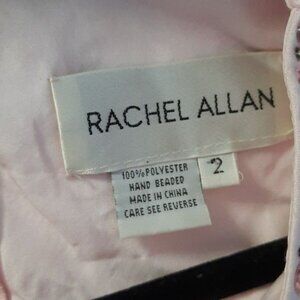 RACHEL ALLAN
2
100% POLYESTER
HAND BEADED
MADE IN CHINA
CARE SEE REVERSE